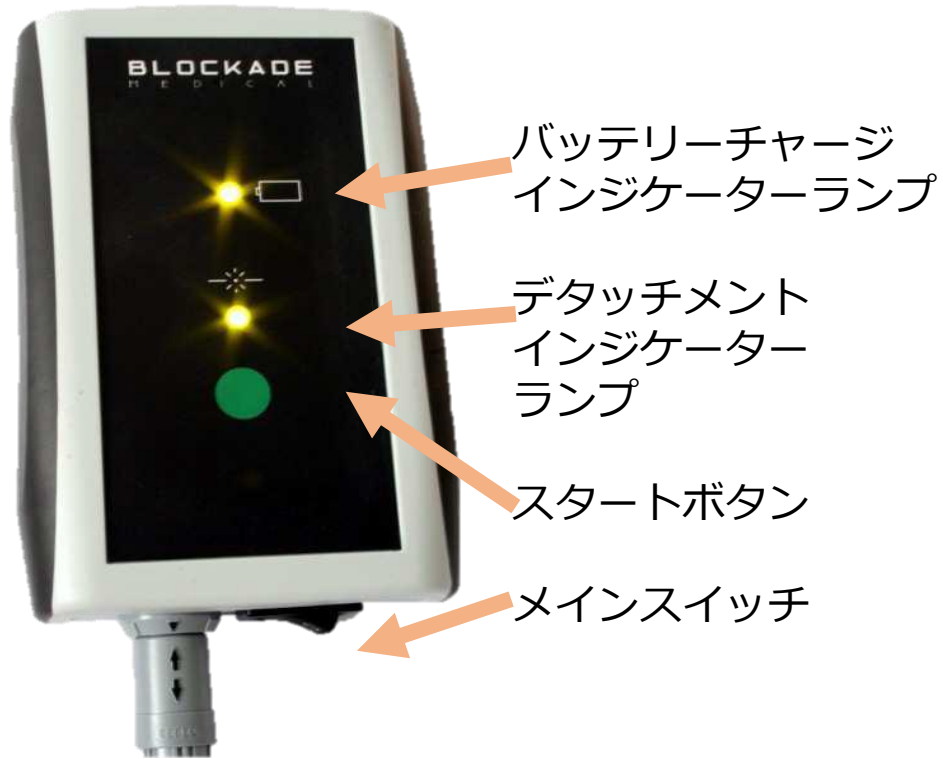 BLOCKADE
MEDICAL
バッテリーチャージ
インジケーターランプ
デタッチメント
インジケーター
ランプ
スタートボタン
メインスイッチ